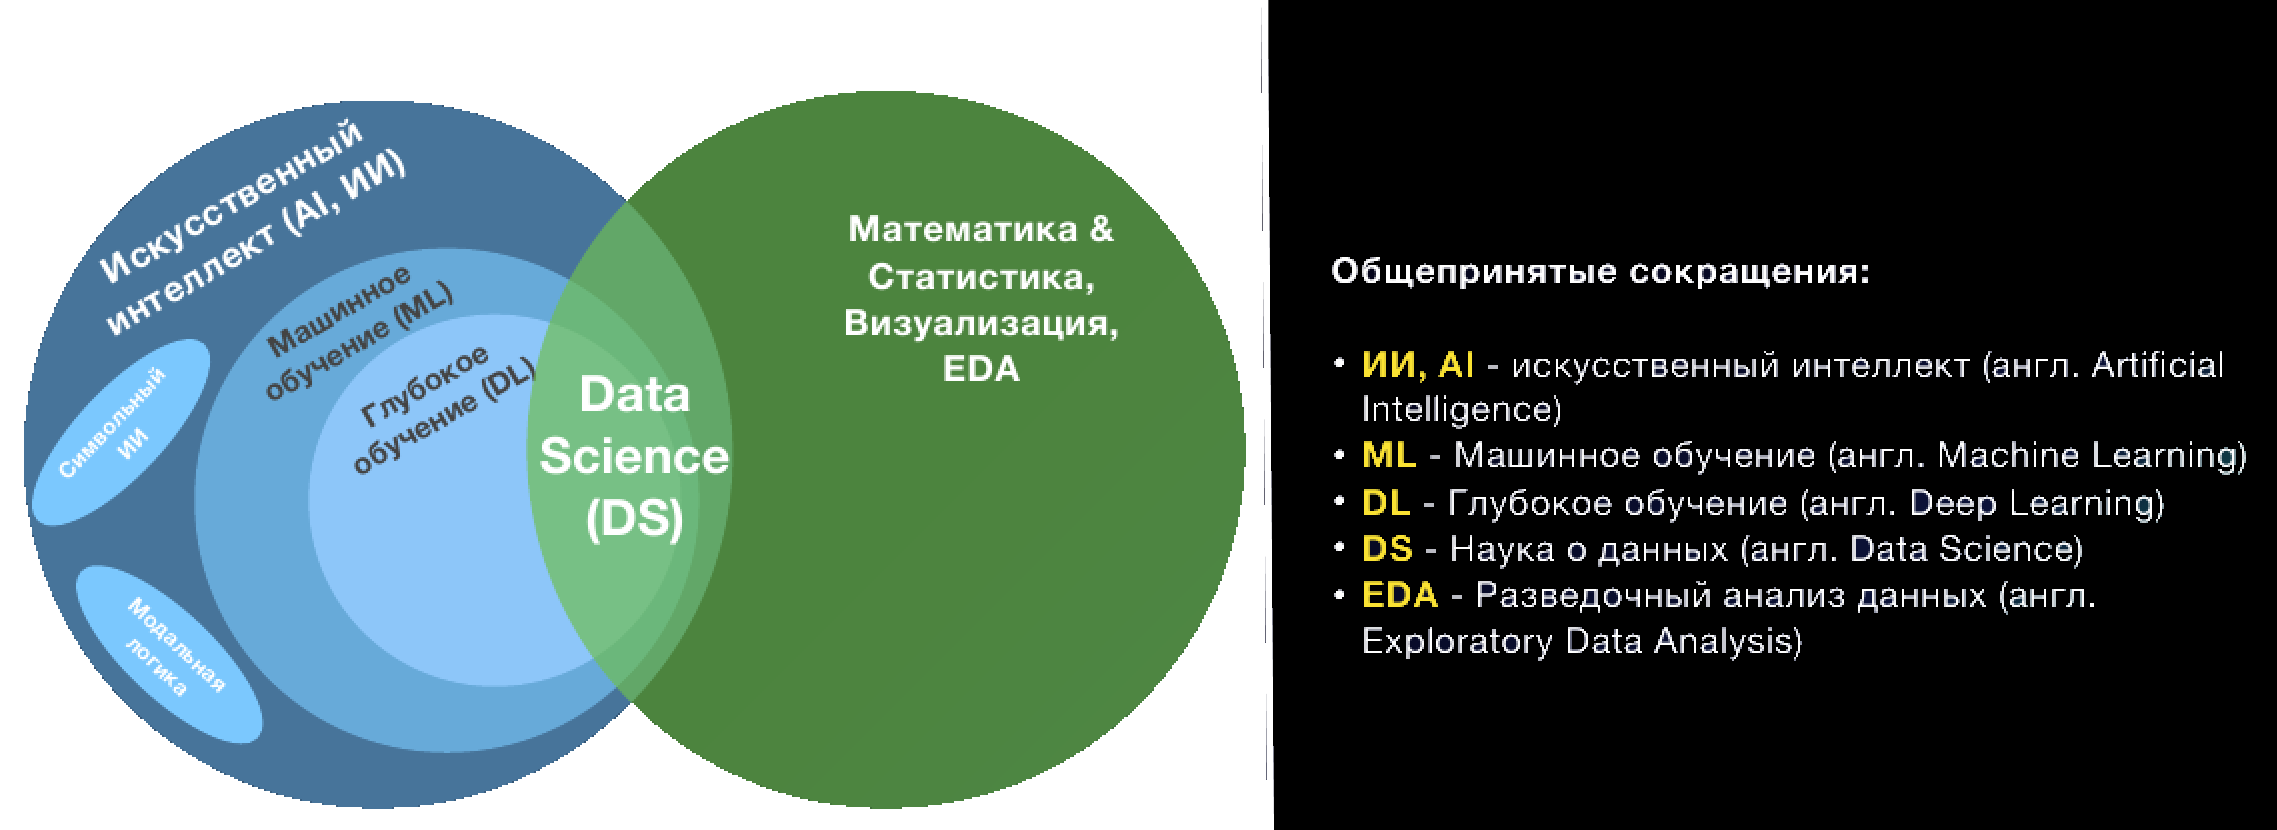 Искусственный
интеллект (AI, ИИ)
Машинное
обучение (ML)
Глубокое
обучение (DL)
Символьный
ИИ
Модальная
логика
Data
Science
(DS)
Математика &
Статистика,
Визуализация,
EDA
Общепринятые сокращения:
• ИИ, AI - искусственный интеллект (англ. Artificial
Intelligence)
• ML - Машинное обучение (англ. Machine Learning)
• DL - Глубокое обучение (англ. Deep Learning)
• DS - Наука о данных (англ. Data Science)
• EDA - Разведочный анализ данных (англ.
Exploratory Data Analysis)